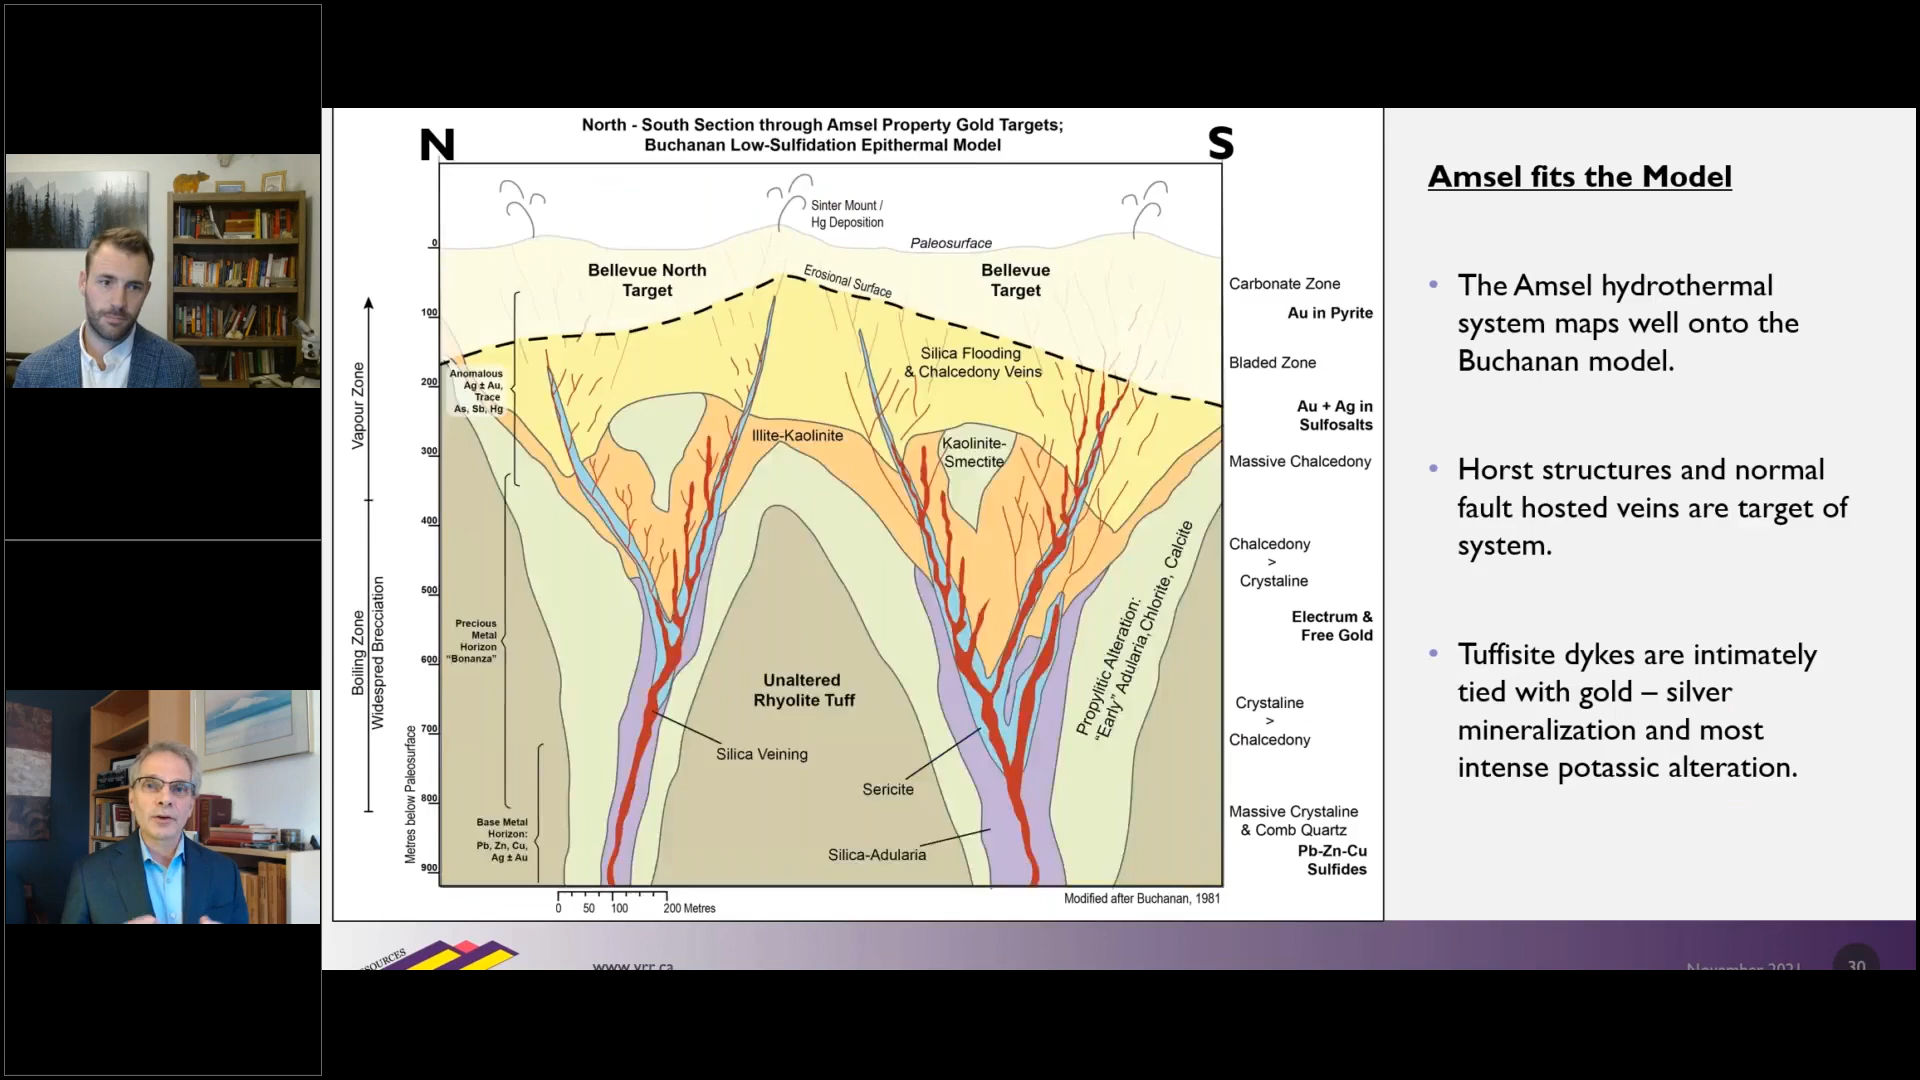 North - South Section through Amsel Property Gold Targets;
Buchanan Low-Sulfidation Epithermal Model
N
S
Sinter Mount /
Hg Deposition
Paleosurface
Erosional Surface
Bellevue North
Target
Bellevue
Target
Silica Flooding
& Chalcedony Veins
Illite-Kaolinite
Kaolinite-
Smectite
Unaltered
Rhyolite Tuff
Silica Veining
Sericite
Silica-Adularia
Propylitic Alteration:
"Early" Adularia,Chlorite, Calcite
Vapour Zone
Boiling Zone
Widespread Brecciation
Metres below Paleosurface
0
100
200
300
400
500
600
700
800
900
Anomalous
Ag ± Au,
Trace
As, Sb, Hg
Precious
Metal
Horizon
"Bonanza"
Base Metal
Horizon:
Pb, Zn, Cu,
Ag ± Au
Carbonate Zone
Au in Pyrite
Bladed Zone
Au + Ag in
Sulfosalts
Massive Chalcedony
Chalcedony
>
Crystaline
Electrum &
Free Gold
Crystaline
>
Chalcedony
Massive Crystaline
& Comb Quartz
Pb-Zn-Cu
Sulfides
0 50 100 200 Metres
Modified after Buchanan, 1981
Amsel fits the Model
• The Amsel hydrothermal
system maps well onto the
Buchanan model.
• Horst structures and normal
fault hosted veins are target of
system.
• Tuffisite dykes are intimately
tied with gold – silver
mineralization and most
intense potassic alteration.
www.yrr.ca
November 2021
30